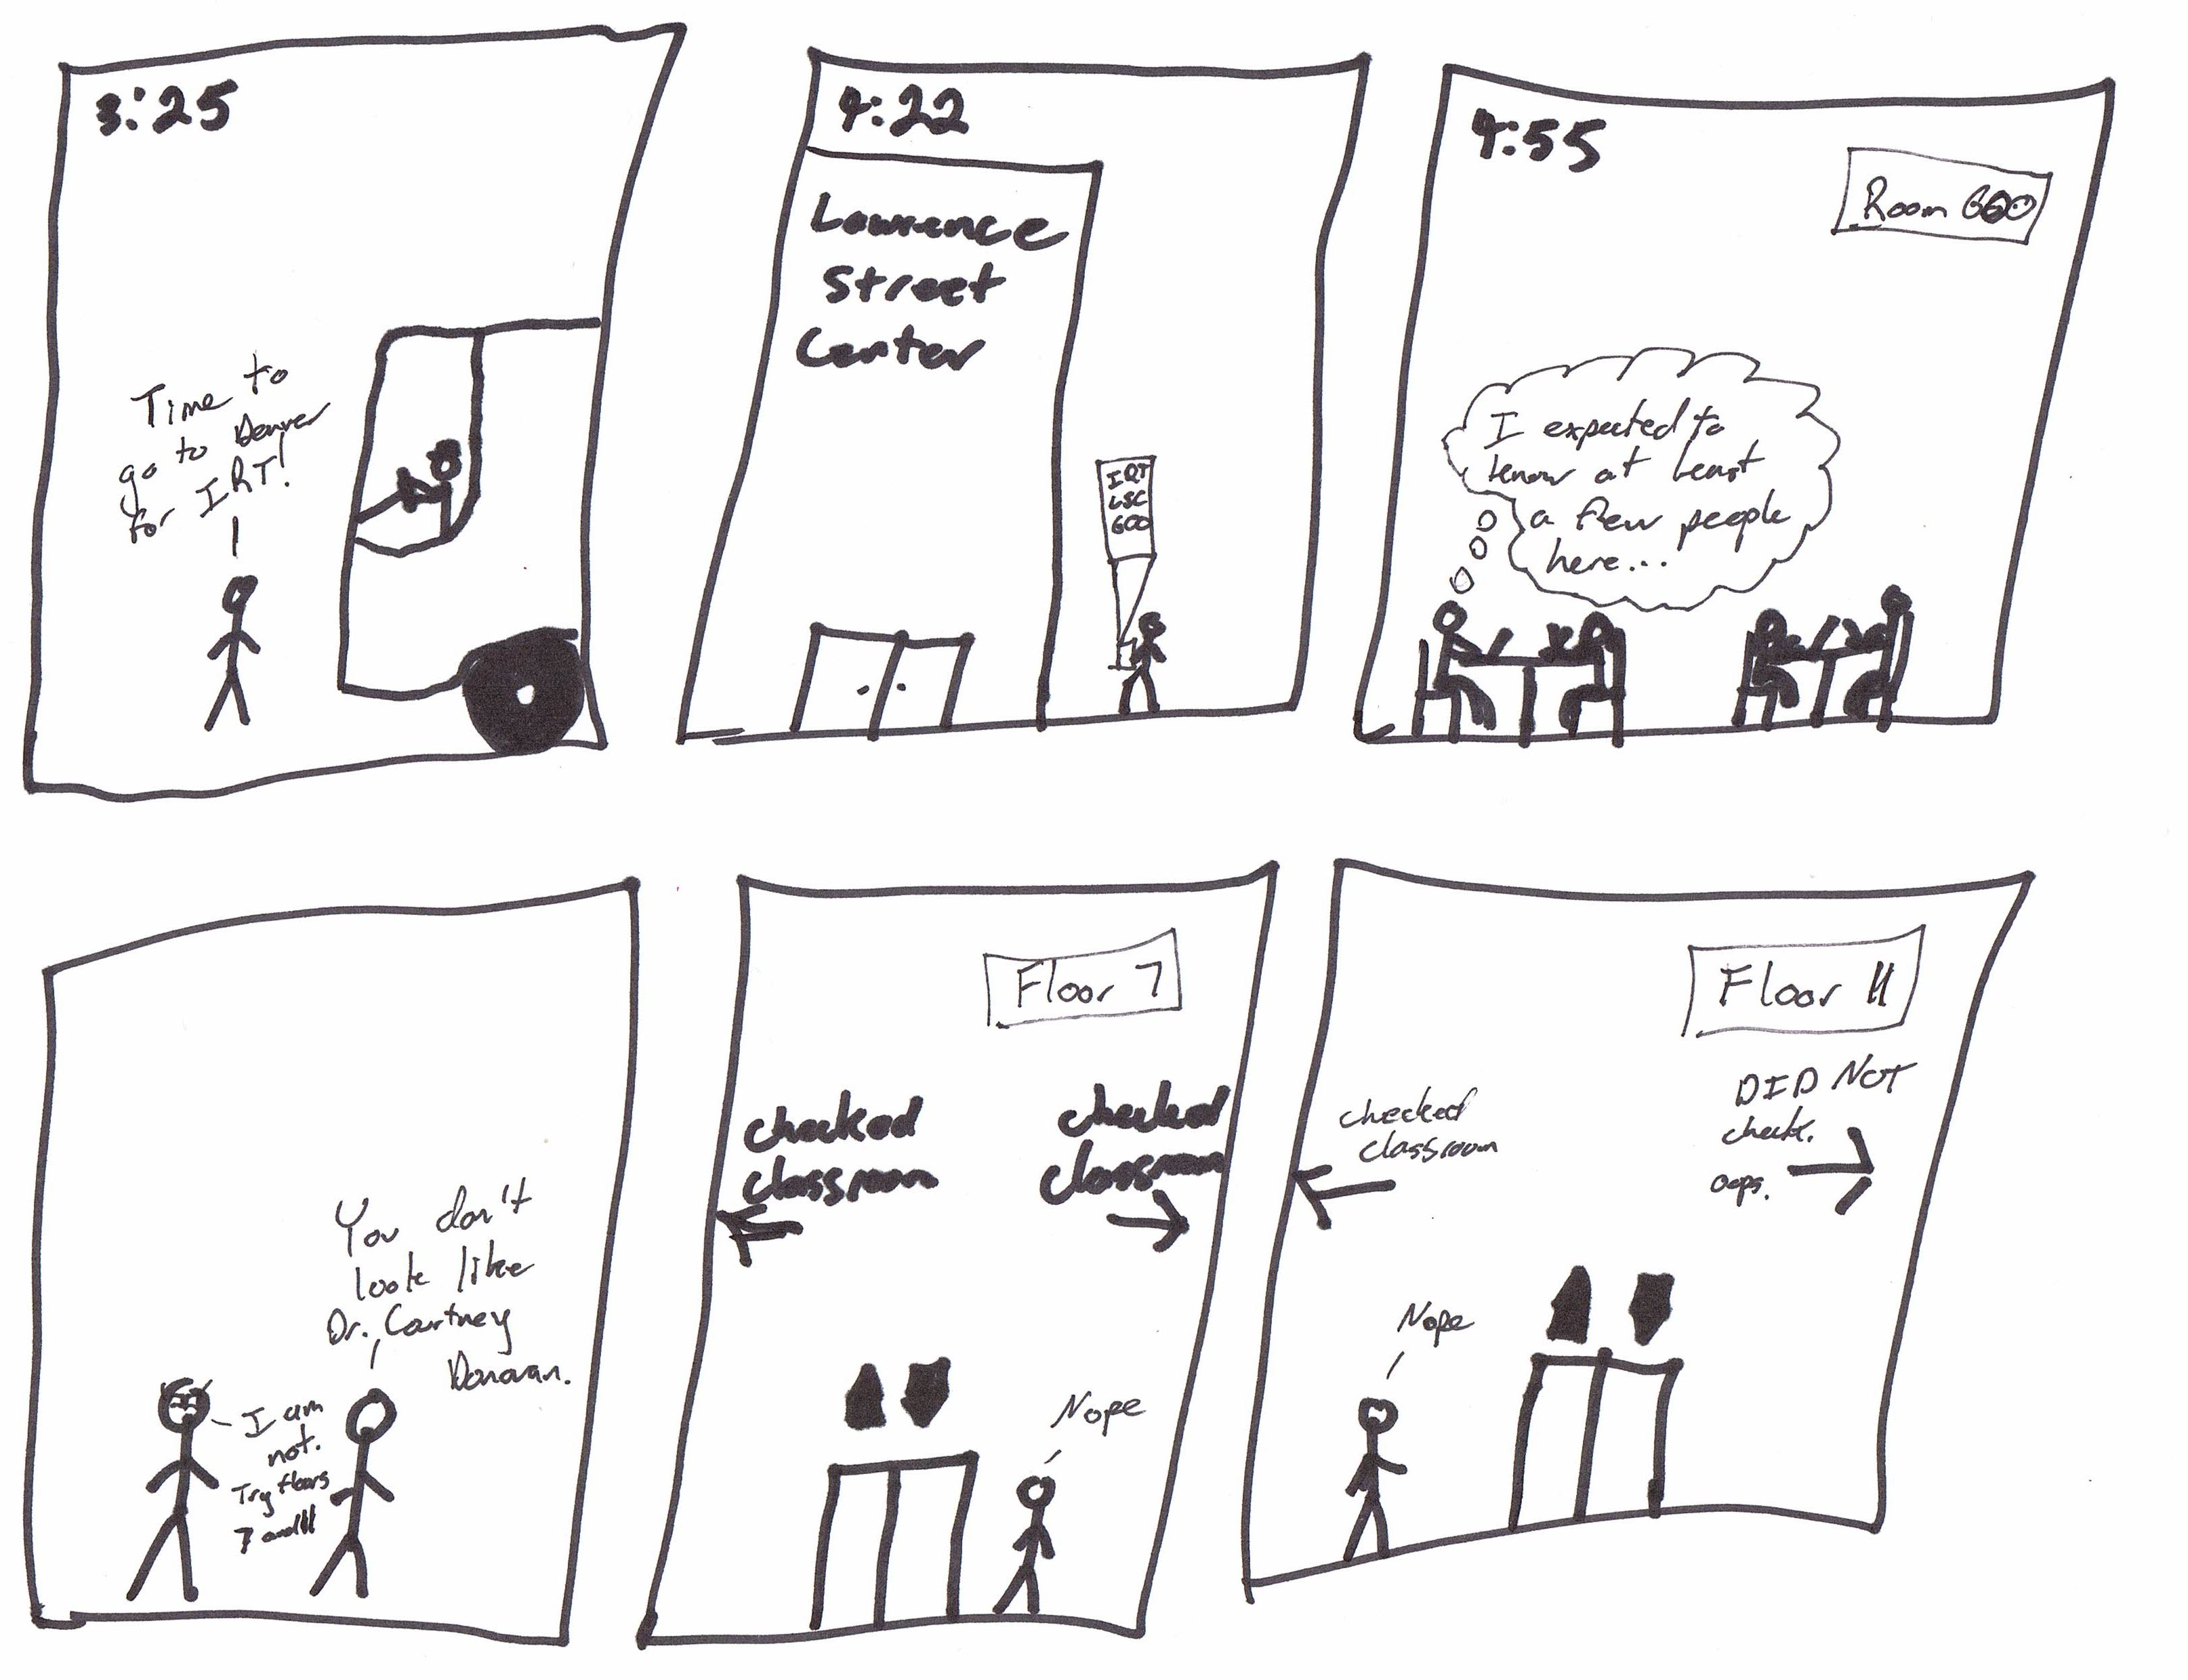 3:25
Time to
go to Denver
for IRT!
4:22
Lawrence
Street
Center
IRT
LSC
600
4:55
Room 600
I expected to
know at least
a few people
here...
You don't
look like
Dr. Courtney
Donovan.
I am
not.
Try floors
7 and 11
Floor 7
checked
classroom
checked
classroom
Nope
Floor 11
checked
classroom
DID NOT
check.
oops.
Nope